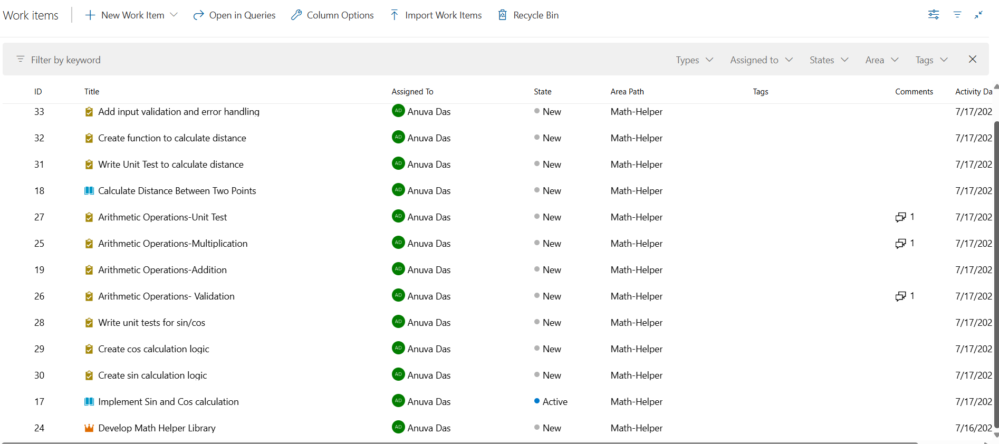 Work items New Work Item Open in Queries Column Options Import Work Items Recycle Bin
Filter by keyword Types Assigned to States Area Tags
ID Title Assigned To State Area Path Tags Comments Activity Da
33 Add input validation and error handling AD Anuva Das New Math-Helper 7/17/202
32 Create function to calculate distance AD Anuva Das New Math-Helper 7/17/202
31 Write Unit Test to calculate distance AD Anuva Das New Math-Helper 7/17/202
18 Calculate Distance Between Two Points AD Anuva Das New Math-Helper 7/17/202
27 Arithmetic Operations-Unit Test AD Anuva Das New Math-Helper 1 7/17/202
25 Arithmetic Operations-Multiplication AD Anuva Das New Math-Helper 1 7/17/202
19 Arithmetic Operations-Addition AD Anuva Das New Math-Helper 7/17/202
26 Arithmetic Operations- Validation AD Anuva Das New Math-Helper 1 7/17/202
28 Write unit tests for sin/cos AD Anuva Das New Math-Helper 7/17/202
29 Create cos calculation logic AD Anuva Das New Math-Helper 7/17/202
30 Create sin calculation logic AD Anuva Das New Math-Helper 7/17/202
17 Implement Sin and Cos calculation AD Anuva Das Active Math-Helper 7/17/202
24 Develop Math Helper Library AD Anuva Das New Math-Helper 7/16/202